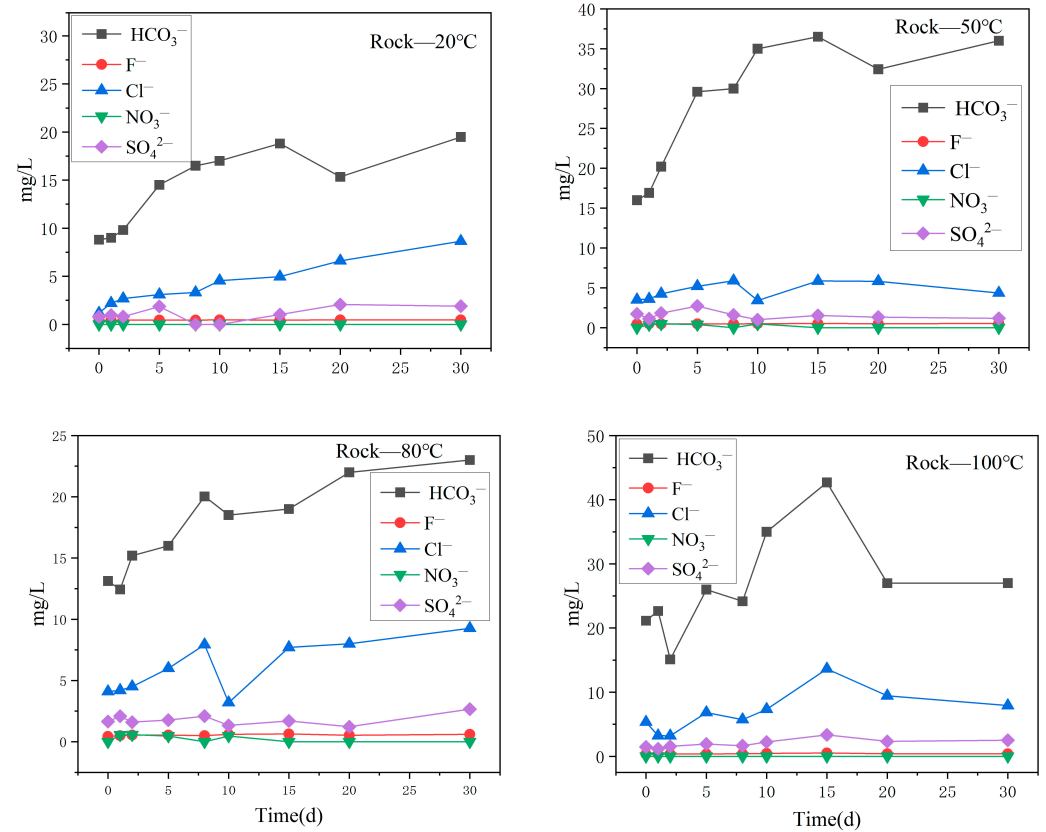 Rock—20℃
HCO₃⁻
F⁻
Cl⁻
NO₃⁻
SO₄²⁻
30
25
20
15
10
5
0
mg/L
0 5 10 15 20 25 30
Rock—50℃
HCO₃⁻
F⁻
Cl⁻
NO₃⁻
SO₄²⁻
40
35
30
25
20
15
10
5
0
mg/L
0 5 10 15 20 25 30
Rock—80℃
HCO₃⁻
F⁻
Cl⁻
NO₃⁻
SO₄²⁻
25
20
15
10
5
0
mg/L
0 5 10 15 20 25 30
Time(d)
Rock—100℃
HCO₃⁻
F⁻
Cl⁻
NO₃⁻
SO₄²⁻
50
40
30
20
10
0
mg/L
0 5 10 15 20 25 30
Time(d)